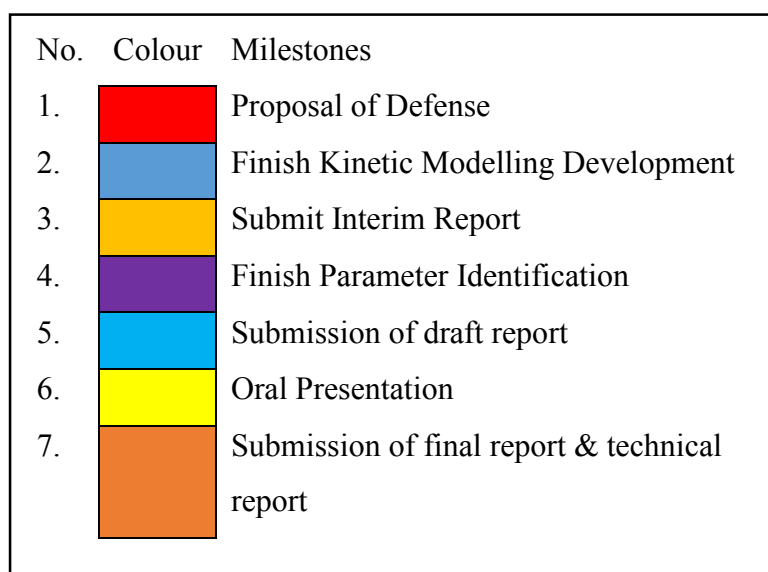 No. Colour Milestones
1. Proposal of Defense
2. Finish Kinetic Modelling Development
3. Submit Interim Report
4. Finish Parameter Identification
5. Submission of draft report
6. Oral Presentation
7. Submission of final report & technical
report